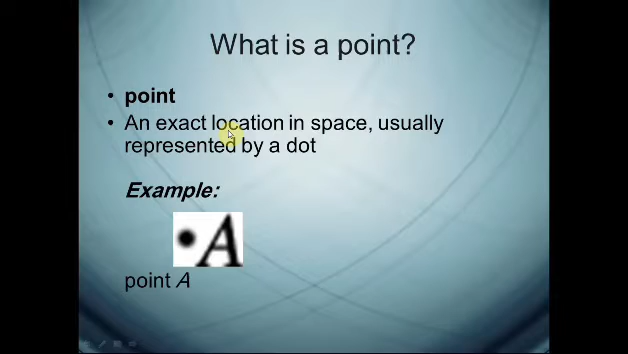 What is a point?
• point
• An exact location in space, usually
represented by a dot
Example:
•A
point A